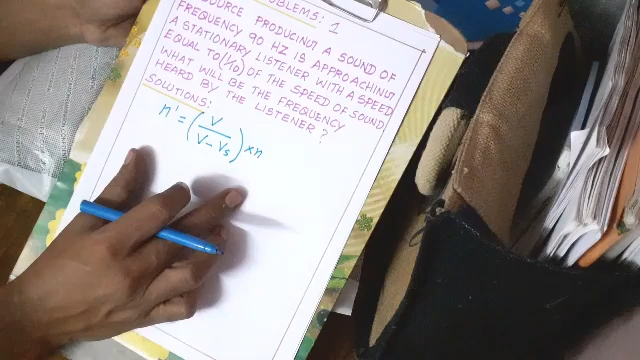 PROBLEMS: 1
SOURCE PRODUCING A SOUND OF
FREQUENCY 90 HZ IS APPROACHING
A STATIONARY LISTENER WITH A SPEED
EQUAL TO (1/10) OF THE SPEED OF SOUND,
WHAT WILL BE THE FREQUENCY
HEARD BY THE LISTENER?
SOLUTIONS:
n' = (V / V - Vs) × n